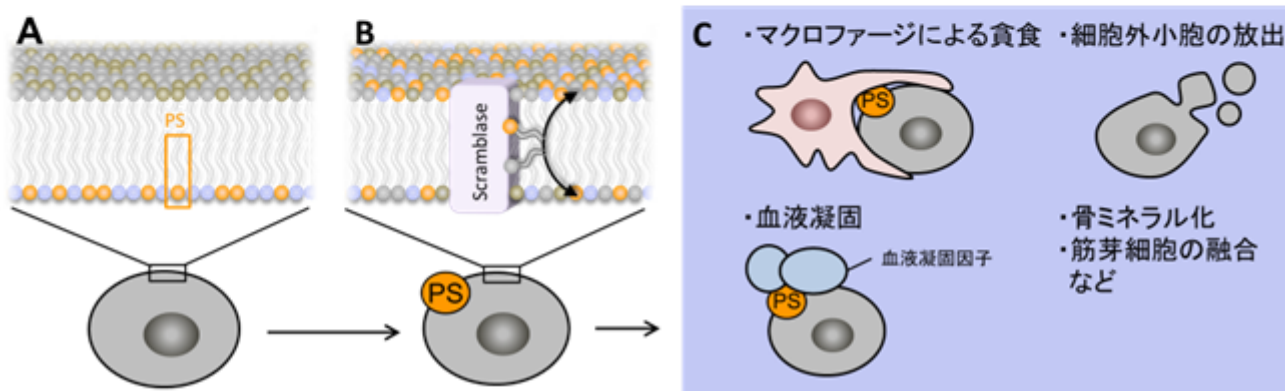 A
PS
B
Scramblase
PS
C
・マクロファージによる貪食
PS
・細胞外小胞の放出
・血液凝固
血液凝固因子
PS
・骨ミネラル化
・筋芽細胞の融合
など